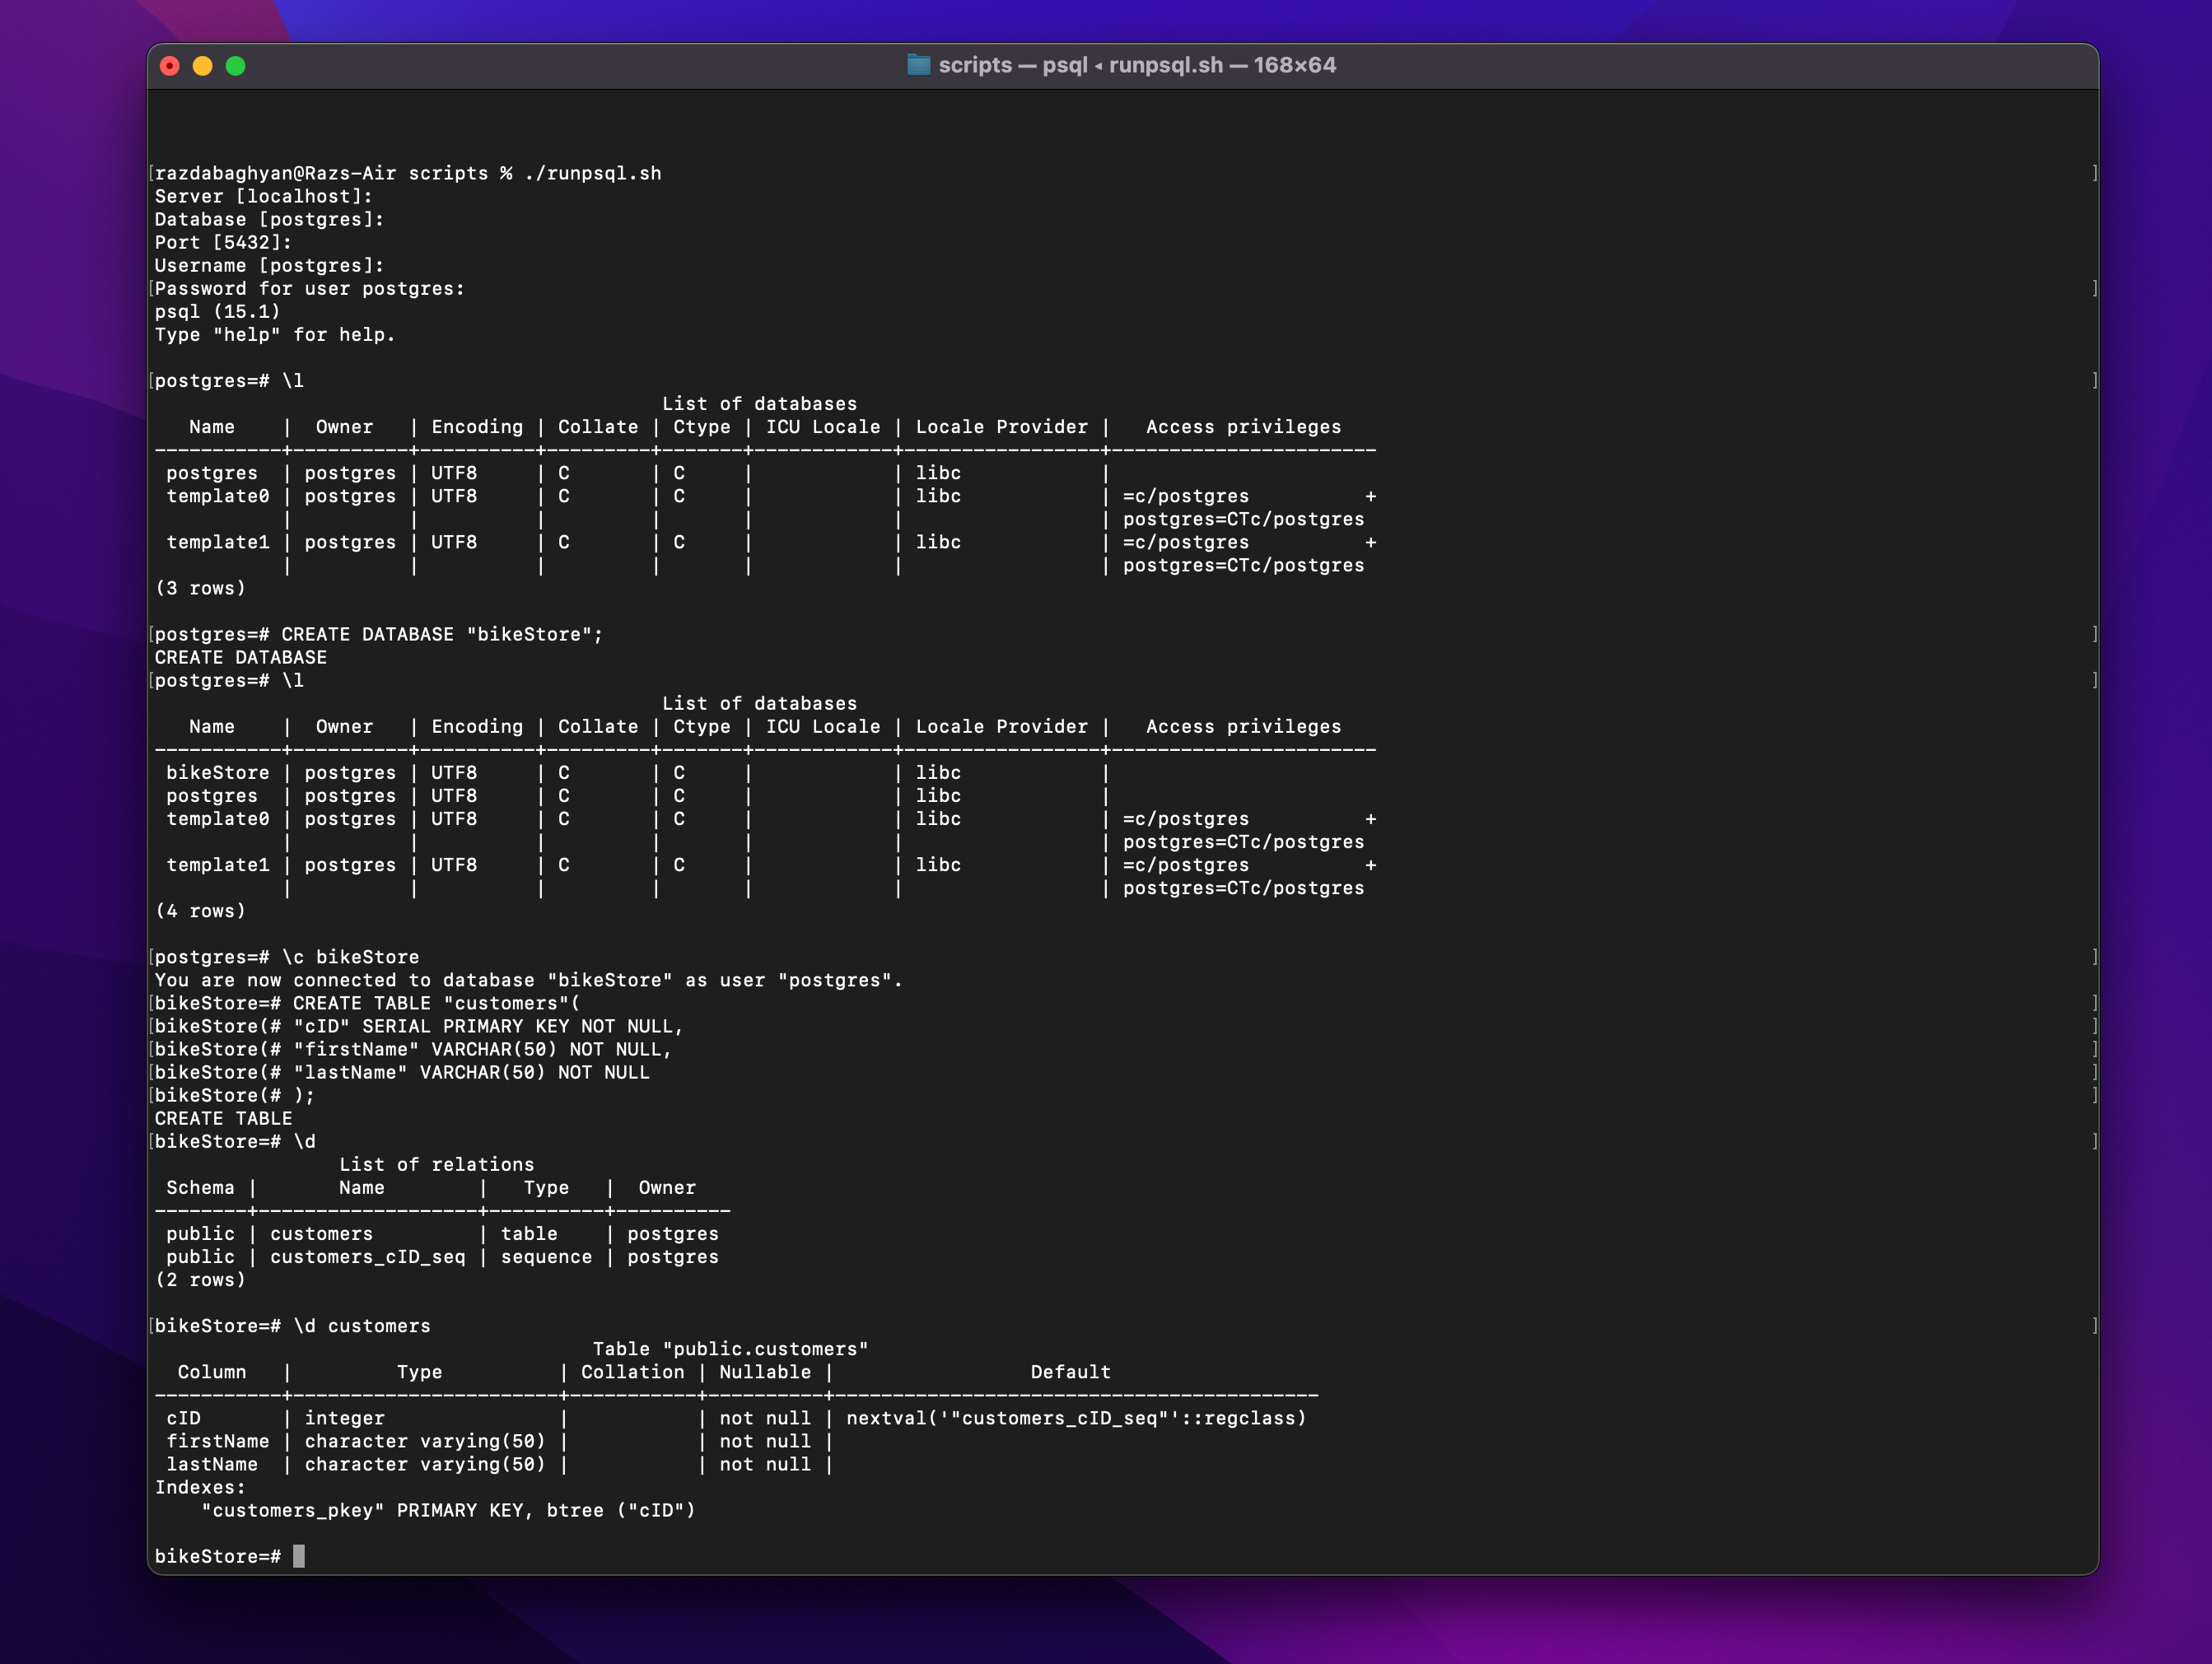 scripts — psql ◂ runpsql.sh — 168×64
[razdabaghyan@Razs-Air scripts % ./runpsql.sh ]
Server [localhost]:
Database [postgres]:
Port [5432]:
Username [postgres]:
[Password for user postgres: ]
psql (15.1)
Type "help" for help.
[postgres=# \l ]
List of databases
Name | Owner | Encoding | Collate | Ctype | ICU Locale | Locale Provider | Access privileges
-----------+----------+----------+---------+-------+------------+-----------------+-----------------------
postgres | postgres | UTF8 | C | C | | libc |
template0 | postgres | UTF8 | C | C | | libc | =c/postgres +
| | | | | | | postgres=CTc/postgres
template1 | postgres | UTF8 | C | C | | libc | =c/postgres +
| | | | | | | postgres=CTc/postgres
(3 rows)
[postgres=# CREATE DATABASE "bikeStore"; ]
CREATE DATABASE
[postgres=# \l ]
List of databases
Name | Owner | Encoding | Collate | Ctype | ICU Locale | Locale Provider | Access privileges
-----------+----------+----------+---------+-------+------------+-----------------+-----------------------
bikeStore | postgres | UTF8 | C | C | | libc |
postgres | postgres | UTF8 | C | C | | libc |
template0 | postgres | UTF8 | C | C | | libc | =c/postgres +
| | | | | | | postgres=CTc/postgres
template1 | postgres | UTF8 | C | C | | libc | =c/postgres +
| | | | | | | postgres=CTc/postgres
(4 rows)
[postgres=# \c bikeStore ]
You are now connected to database "bikeStore" as user "postgres".
[bikeStore=# CREATE TABLE "customers"( ]
[bikeStore(# "cID" SERIAL PRIMARY KEY NOT NULL, ]
[bikeStore(# "firstName" VARCHAR(50) NOT NULL, ]
[bikeStore(# "lastName" VARCHAR(50) NOT NULL ]
[bikeStore(# ); ]
CREATE TABLE
[bikeStore=# \d ]
List of relations
Schema | Name | Type | Owner
--------+-------------------+----------+----------
public | customers | table | postgres
public | customers_cID_seq | sequence | postgres
(2 rows)
[bikeStore=# \d customers ]
Table "public.customers"
Column | Type | Collation | Nullable | Default
-----------+-----------------------+-----------+----------+------------------------------------------
cID | integer | | not null | nextval('"customers_cID_seq"'::regclass)
firstName | character varying(50) | | not null |
lastName | character varying(50) | | not null |
Indexes:
"customers_pkey" PRIMARY KEY, btree ("cID")
bikeStore=#